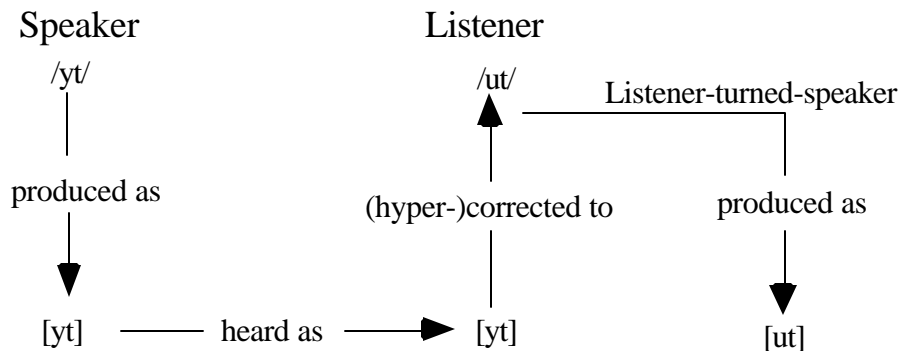 Speaker
Listener
/yt/
/ut/
Listener-turned-speaker
produced as
(hyper-)corrected to
produced as
[yt]
heard as
[yt]
[ut]